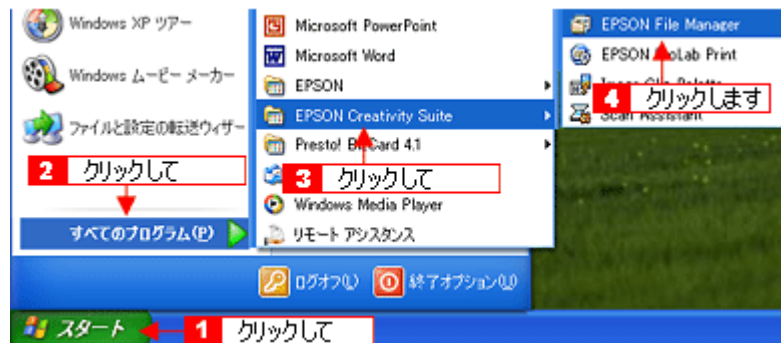 Windows XP ツアー
Windows ムービー メーカー
ファイルと設定の転送ウィザー
2 クリックして
すべてのプログラム(P)
Microsoft PowerPoint
Microsoft Word
EPSON
EPSON Creativity Suite
Presto! 4.1
3 クリックして
Windows Media Player
リモート アシスタンス
EPSON File Manager
Print
4 クリックします
Scan Assistant
ログオフ(L)
終了オプション(U)
スタート
1 クリックして